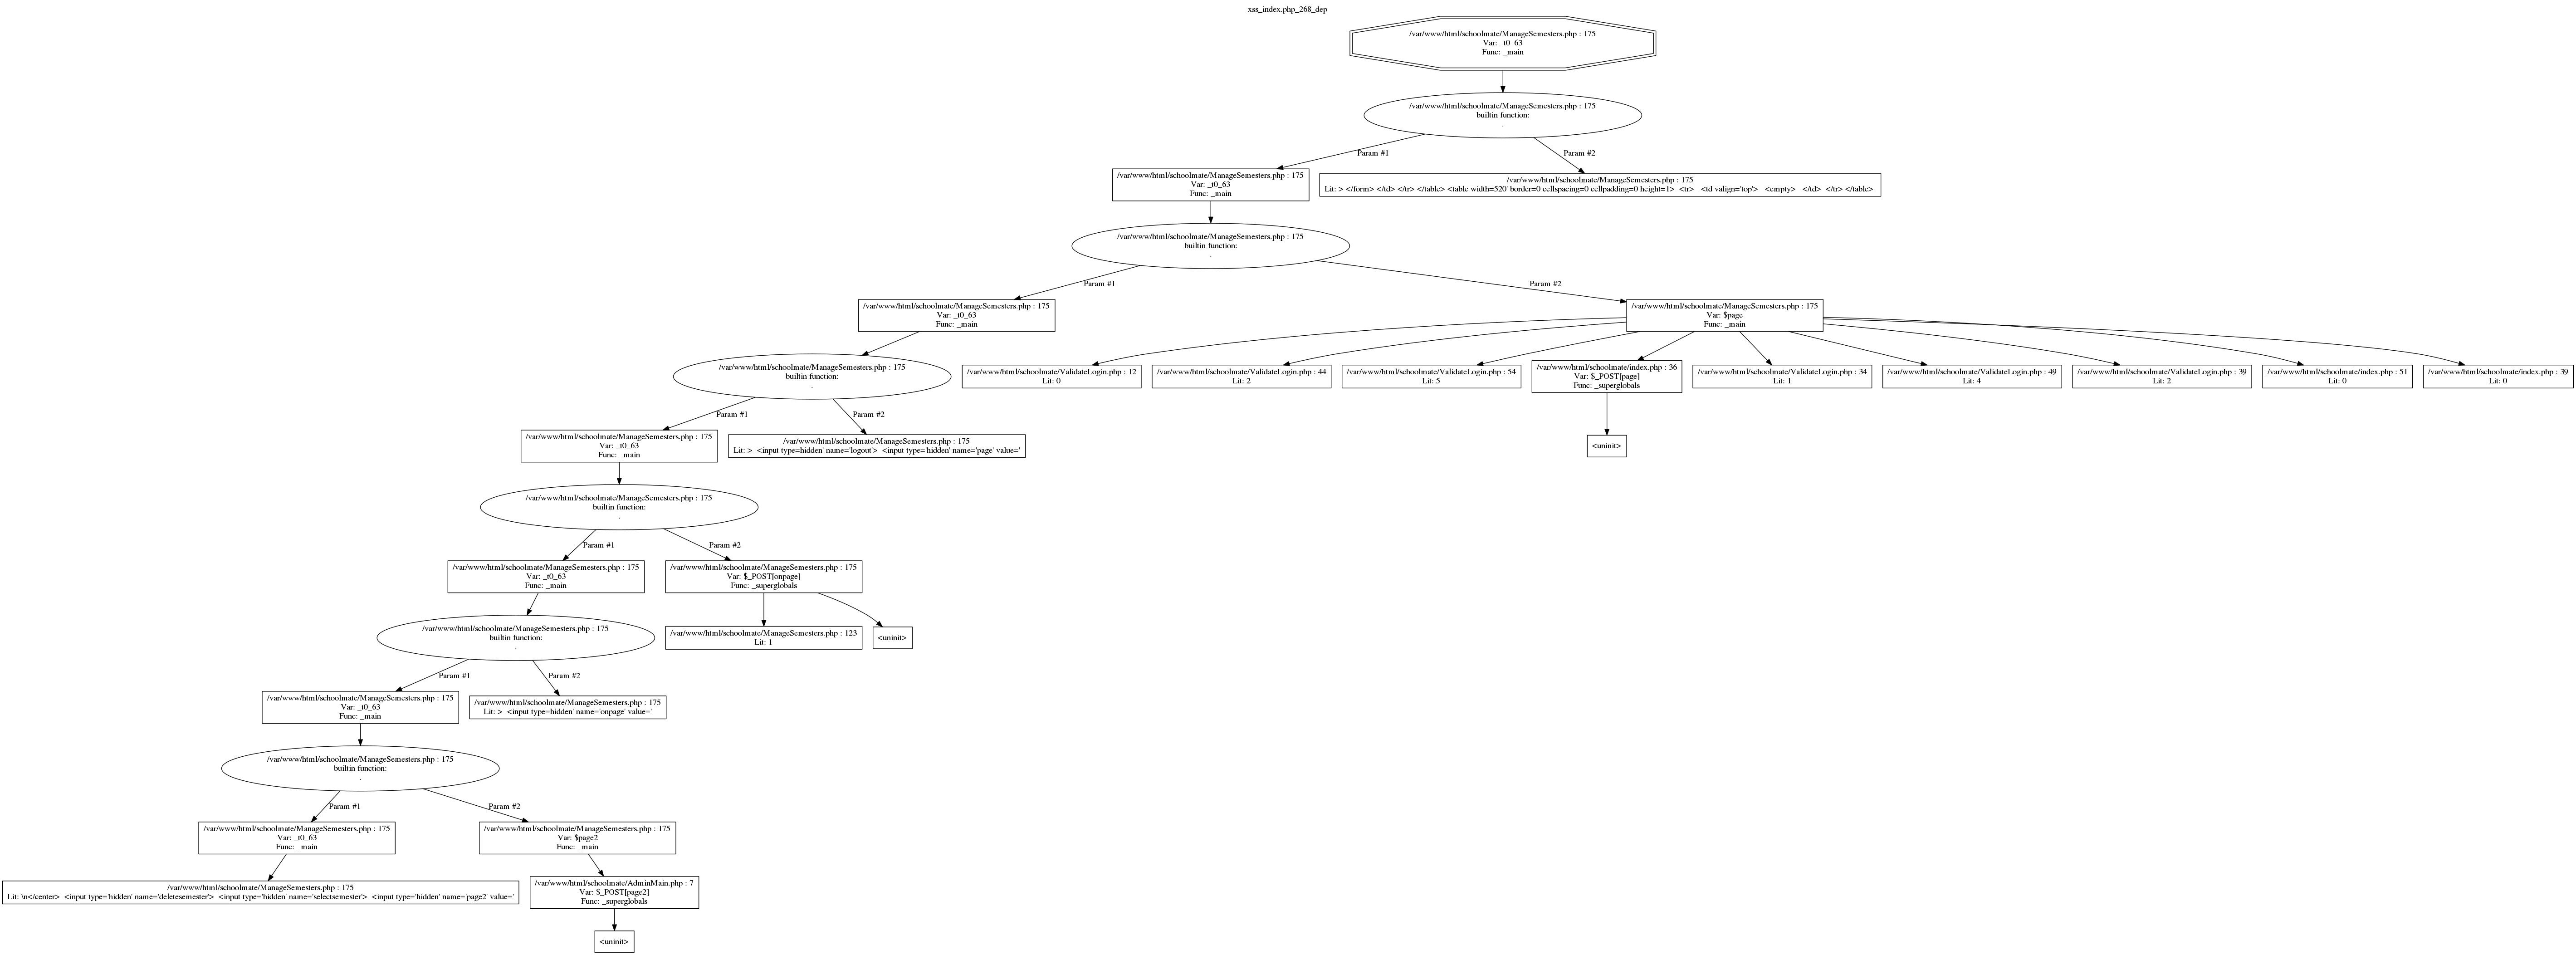 xss_index.php_268_dep
/var/www/html/schoolmate/ManageSemesters.php : 175
Var: _t0_63
Func: _main
/var/www/html/schoolmate/ManageSemesters.php : 175
builtin function:
.
Param #1
Param #2
/var/www/html/schoolmate/ManageSemesters.php : 175
Var: _t0_63
Func: _main
/var/www/html/schoolmate/ManageSemesters.php : 175
Lit: > </form> </td> </tr> </table> <table width=520' border=0 cellspacing=0 cellpadding=0 height=1> <tr> <td valign='top'> <empty> </td> </tr> </table>
/var/www/html/schoolmate/ManageSemesters.php : 175
builtin function:
.
Param #1
Param #2
/var/www/html/schoolmate/ManageSemesters.php : 175
Var: _t0_63
Func: _main
/var/www/html/schoolmate/ManageSemesters.php : 175
Var: $page
Func: _main
/var/www/html/schoolmate/ManageSemesters.php : 175
builtin function:
.
/var/www/html/schoolmate/ValidateLogin.php : 12
Lit: 0
/var/www/html/schoolmate/ValidateLogin.php : 44
Lit: 2
/var/www/html/schoolmate/ValidateLogin.php : 54
Lit: 5
/var/www/html/schoolmate/index.php : 36
Var: $_POST[page]
Func: _superglobals
/var/www/html/schoolmate/ValidateLogin.php : 34
Lit: 1
/var/www/html/schoolmate/ValidateLogin.php : 49
Lit: 4
/var/www/html/schoolmate/ValidateLogin.php : 39
Lit: 2
/var/www/html/schoolmate/index.php : 51
Lit: 0
/var/www/html/schoolmate/index.php : 39
Lit: 0
Param #1
Param #2
/var/www/html/schoolmate/ManageSemesters.php : 175
Var: _t0_63
Func: _main
/var/www/html/schoolmate/ManageSemesters.php : 175
Lit: > <input type=hidden' name='logout'> <input type='hidden' name='page' value='
<uninit>
/var/www/html/schoolmate/ManageSemesters.php : 175
builtin function:
.
Param #1
Param #2
/var/www/html/schoolmate/ManageSemesters.php : 175
Var: _t0_63
Func: _main
/var/www/html/schoolmate/ManageSemesters.php : 175
Var: $_POST[onpage]
Func: _superglobals
/var/www/html/schoolmate/ManageSemesters.php : 175
builtin function:
.
/var/www/html/schoolmate/ManageSemesters.php : 123
Lit: 1
<uninit>
Param #1
Param #2
/var/www/html/schoolmate/ManageSemesters.php : 175
Var: _t0_63
Func: _main
/var/www/html/schoolmate/ManageSemesters.php : 175
Lit: > <input type=hidden' name='onpage' value='
/var/www/html/schoolmate/ManageSemesters.php : 175
builtin function:
.
Param #1
Param #2
/var/www/html/schoolmate/ManageSemesters.php : 175
Var: _t0_63
Func: _main
/var/www/html/schoolmate/ManageSemesters.php : 175
Var: $page2
Func: _main
/var/www/html/schoolmate/ManageSemesters.php : 175
Lit: \n</center> <input type='hidden' name='deletesemester'> <input type='hidden' name='selectsemester'> <input type='hidden' name='page2' value='
/var/www/html/schoolmate/AdminMain.php : 7
Var: $_POST[page2]
Func: _superglobals
<uninit>